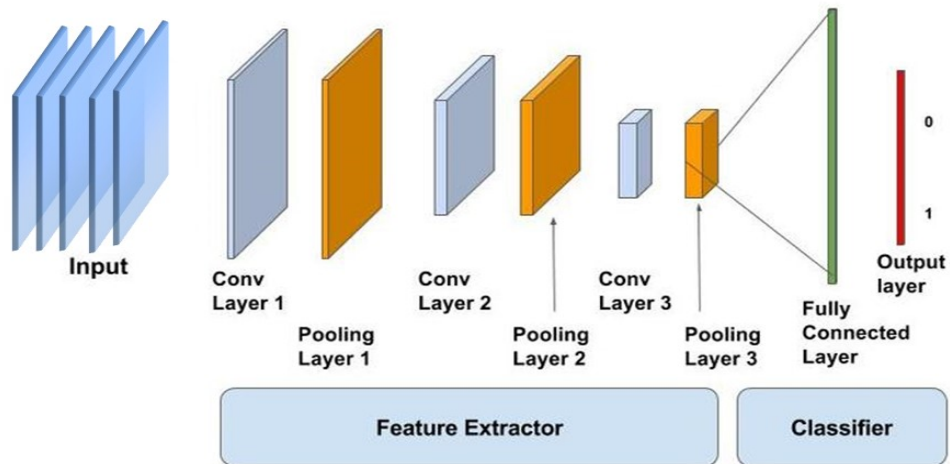 Input
Conv
Layer 1
Pooling
Layer 1
Conv
Layer 2
Pooling
Layer 2
Conv
Layer 3
Pooling
Layer 3
Fully
Connected
Layer
0
1
Output
layer
Feature Extractor
Classifier